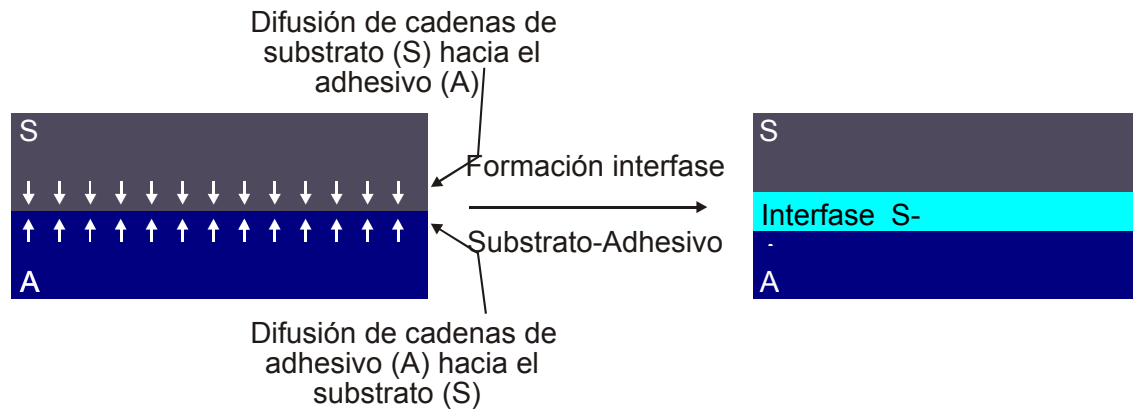 Difusión de cadenas de
substrato (S) hacia el
adhesivo (A)
S
A
Formación interfase
Substrato-Adhesivo
Difusión de cadenas de
adhesivo (A) hacia el
substrato (S)
S
Interfase S-
A